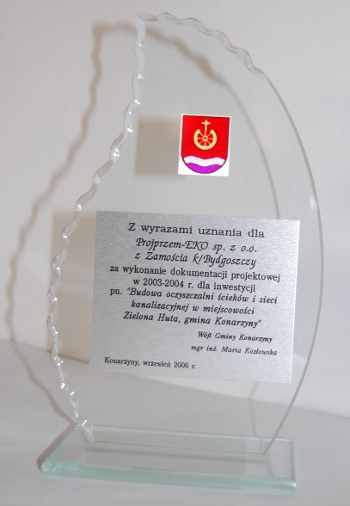 Z wyrazami uznania dla
Projprzem-EKO sp. z o.o.
z Zamościa k/Bydgoszczy
za wykonanie dokumentacji projektowej
w 2003-2004 r. dla inwestycji
pn. "Budowa oczyszczalni ścieków i sieci
kanalizacyjnej w miejscowości
Zielona Huta, gmina Konarzyny"
Wójt Gminy Konarzyny
mgr inż. Maria Kozłowska
Konarzyny, wrzesień 2006 r.